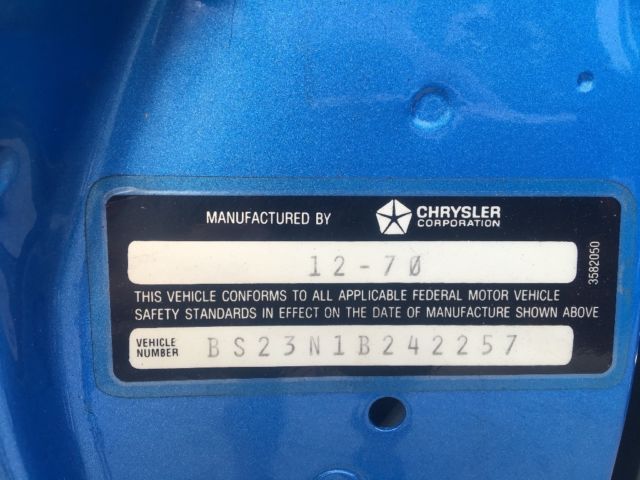 MANUFACTURED BY CHRYSLER CORPORATION
12-70
THIS VEHICLE CONFORMS TO ALL APPLICABLE FEDERAL MOTOR VEHICLE
SAFETY STANDARDS IN EFFECT ON THE DATE OF MANUFACTURE SHOWN ABOVE
VEHICLE NUMBER BS23N1B242257
3582050